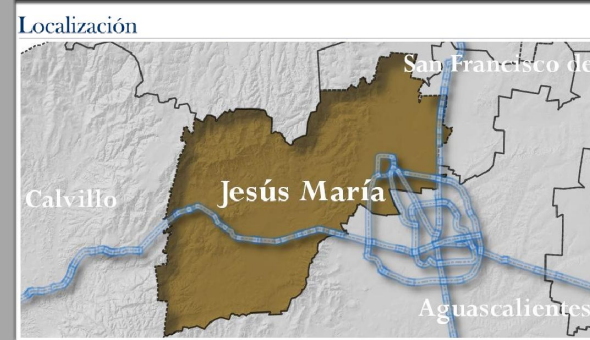 Localización
San Francisco de
Calvillo
Jesús María
Aguascalientes